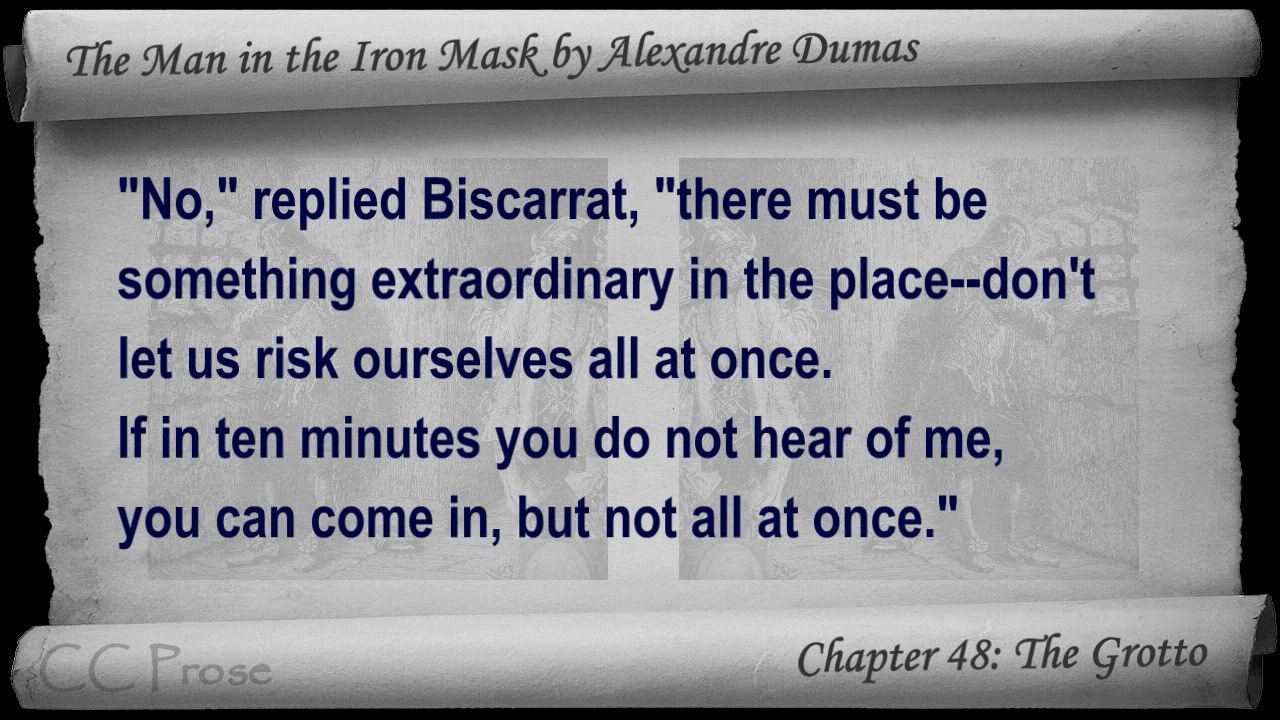 The Man in the Iron Mask by Alexandre Dumas
"No," replied Biscarrat, "there must be
something extraordinary in the place--don't
let us risk ourselves all at once.
If in ten minutes you do not hear of me,
you can come in, but not all at once."
CC Prose
Chapter 48: The Grotto